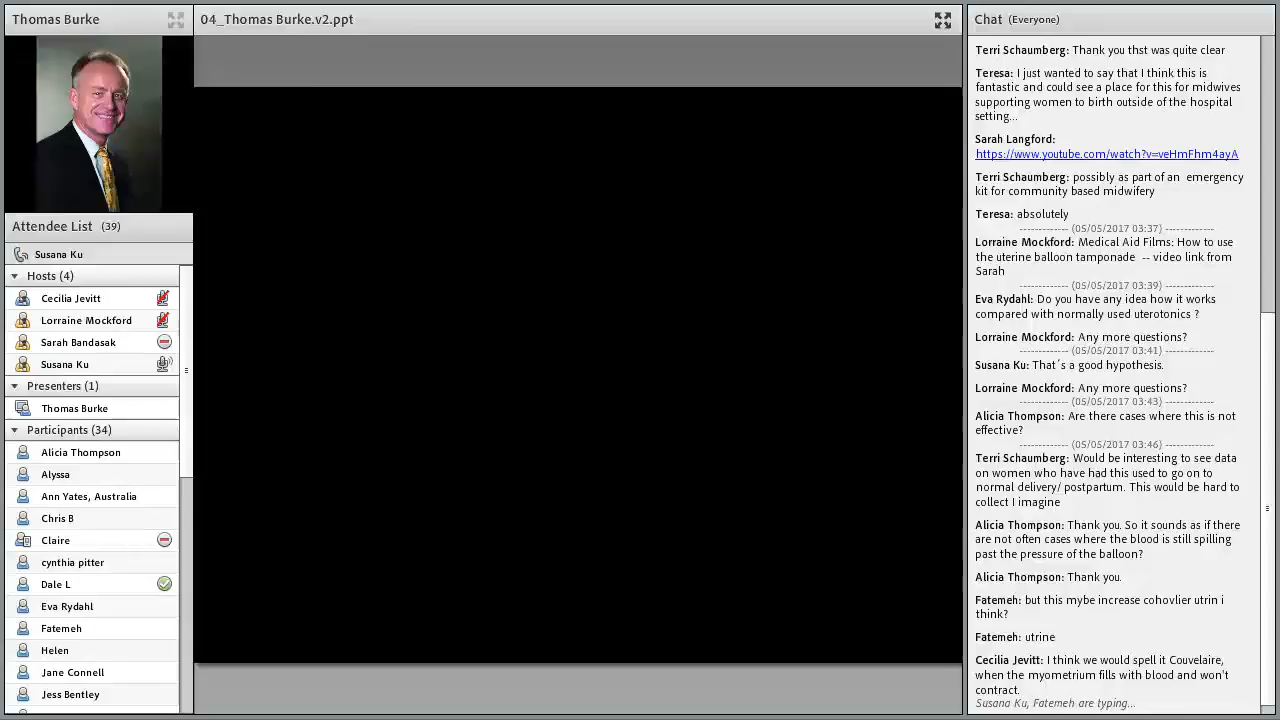 Thomas Burke
Attendee List (39)
Susana Ku
Hosts (4)
Cecilia Jevitt
Lorraine Mockford
Sarah Bandasak
Susana Ku
Presenters (1)
Thomas Burke
Participants (34)
Alicia Thompson
Alyssa
Ann Yates, Australia
Chris B
Claire
cynthia pitter
Dale L
Eva Rydahl
Fatemeh
Helen
Jane Connell
Jess Bentley
04_Thomas Burke.v2.ppt
Chat (Everyone)
Terri Schaumberg: Thank you thst was quite clear
Teresa: I just wanted to say that I think this is
fantastic and could see a place for this for midwives
supporting women to birth outside of the hospital
setting...
Sarah Langford:
https://www.youtube.com/watch?v=veHmFhm4ayA
Terri Schaumberg: possibly as part of an emergency
kit for community based midwifery
Teresa: absolutely
------------- (05/05/2017 03:37) -------------
Lorraine Mockford: Medical Aid Films: How to use
the uterine balloon tamponade -- video link from
Sarah
------------- (05/05/2017 03:39) -------------
Eva Rydahl: Do you have any idea how it works
compared with normally used uterotonics ?
Lorraine Mockford: Any more questions?
------------- (05/05/2017 03:41) -------------
Susana Ku: That´s a good hypothesis.
Lorraine Mockford: Any more questions?
------------- (05/05/2017 03:43) -------------
Alicia Thompson: Are there cases where this is not
effective?
------------- (05/05/2017 03:46) -------------
Terri Schaumberg: Would be interesting to see data
on women who have had this used to go on to
normal delivery/ postpartum. This would be hard to
collect I imagine
Alicia Thompson: Thank you. So it sounds as if there
are not often cases where the blood is still spilling
past the pressure of the balloon?
Alicia Thompson: Thank you.
Fatemeh: but this mybe increase cohovlier utrin i
think?
Fatemeh: utrine
Cecilia Jevitt: I think we would spell it Couvelaire,
when the myometrium fills with blood and won't
contract.
Susana Ku, Fatemeh are typing...